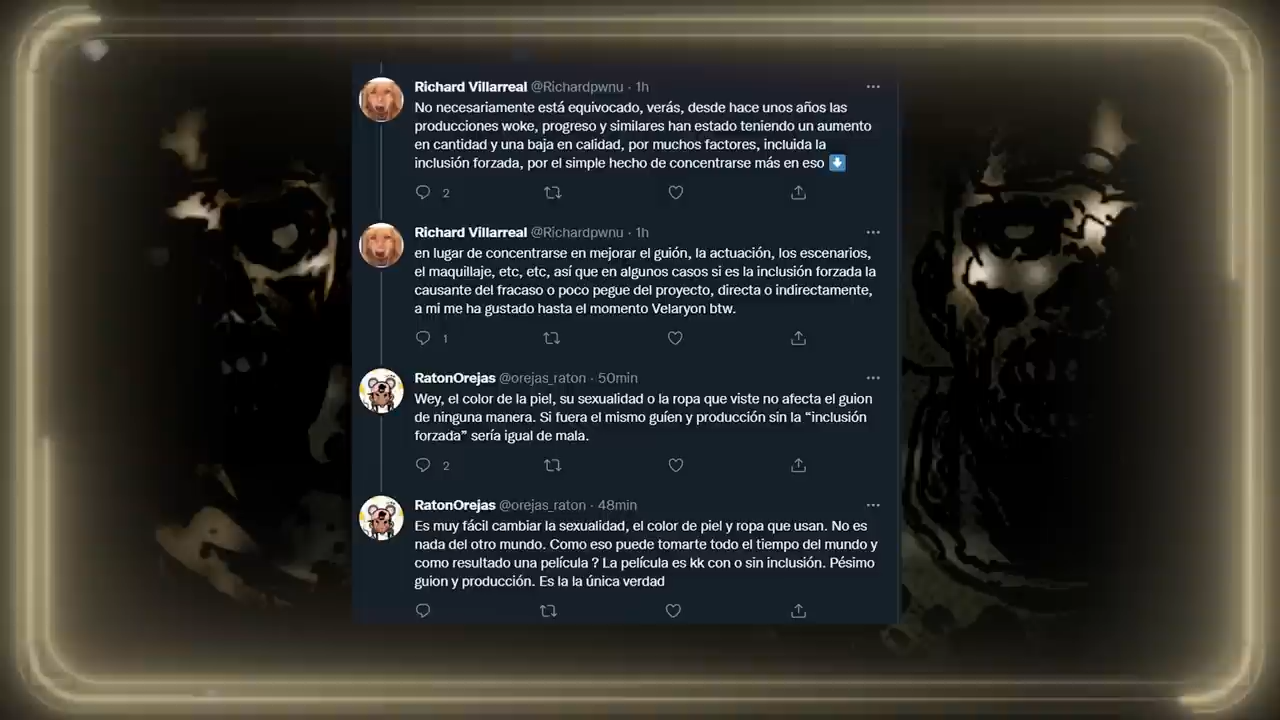 Richard Villarreal @Richardpwnu · 1h
No necesariamente está equivocado, verás, desde hace unos años las
producciones woke, progreso y similares han estado teniendo un aumento
en cantidad y una baja en calidad, por muchos factores, incluida la
inclusión forzada, por el simple hecho de concentrarse más en eso ⬇️
2
Richard Villarreal @Richardpwnu · 1h
en lugar de concentrarse en mejorar el guión, la actuación, los escenarios,
el maquillaje, etc, etc, así que en algunos casos si es la inclusión forzada la
causante del fracaso o poco pegue del proyecto, directa o indirectamente,
a mi me ha gustado hasta el momento Velaryon btw.
1
RatonOrejas @orejas_raton · 50min
Wey, el color de la piel, su sexualidad o la ropa que viste no afecta el guion
de ninguna manera. Si fuera el mismo guíen y producción sin la “inclusión
forzada” sería igual de mala.
2
RatonOrejas @orejas_raton · 48min
Es muy fácil cambiar la sexualidad, el color de piel y ropa que usan. No es
nada del otro mundo. Como eso puede tomarte todo el tiempo del mundo y
como resultado una película ? La película es kk con o sin inclusión. Pésimo
guion y producción. Es la la única verdad